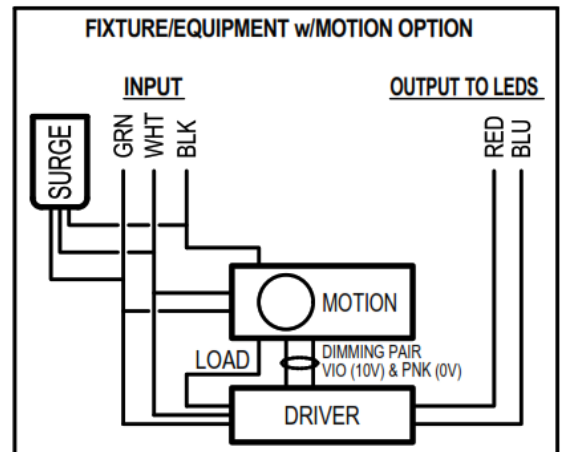 FIXTURE/EQUIPMENT w/MOTION OPTION
INPUT
OUTPUT TO LEDS
SURGE
GRN
WHT
BLK
RED
BLU
MOTION
LOAD
DIMMING PAIR
VIO (10V) & PNK (0V)
DRIVER